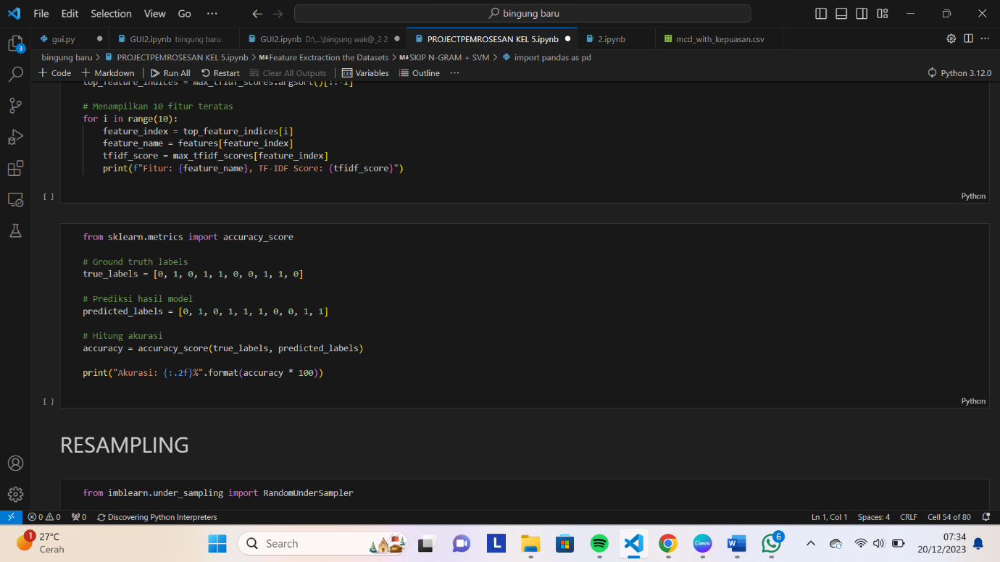 File Edit Selection View Go ··· bingung baru
gui.py GUI2.ipynb bingung baru GUI2.ipynb D:\...\bingung wak@_2 2 PROJECTPEMROSESAN KEL 5.ipynb 2.ipynb mcd_with_kepuasan.csv
bingung baru > PROJECTPEMROSESAN KEL 5.ipynb > M↓Feature Exctraction the Datasets > M↓SKIP N-GRAM + SVM > import pandas as pd
+ Code + Markdown | Run All Restart Clear All Outputs | Variables Outline ··· Python 3.12.0
top_feature_indices = max_tfidf_scores.argsort()[::-1]
# Menampilkan 10 fitur teratas
for i in range(10):
    feature_index = top_feature_indices[i]
    feature_name = features[feature_index]
    tfidf_score = max_tfidf_scores[feature_index]
    print(f"Fitur: {feature_name}, TF-IDF Score: {tfidf_score}")
[ ] Python
from sklearn.metrics import accuracy_score
# Ground truth labels
true_labels = [0, 1, 0, 1, 1, 0, 0, 1, 1, 0]
# Prediksi hasil model
predicted_labels = [0, 1, 0, 1, 1, 1, 0, 0, 1, 1]
# Hitung akurasi
accuracy = accuracy_score(true_labels, predicted_labels)
print("Akurasi: {:.2f}%".format(accuracy * 100))
[ ] Python
RESAMPLING
from imblearn.under_sampling import RandomUnderSampler
3
0 0 0 Discovering Python Interpreters Ln 1, Col 1 Spaces: 4 CRLF Cell 54 of 80
1 27°C
Cerah
Search
L
Canva
W
6
07:34
20/12/2023